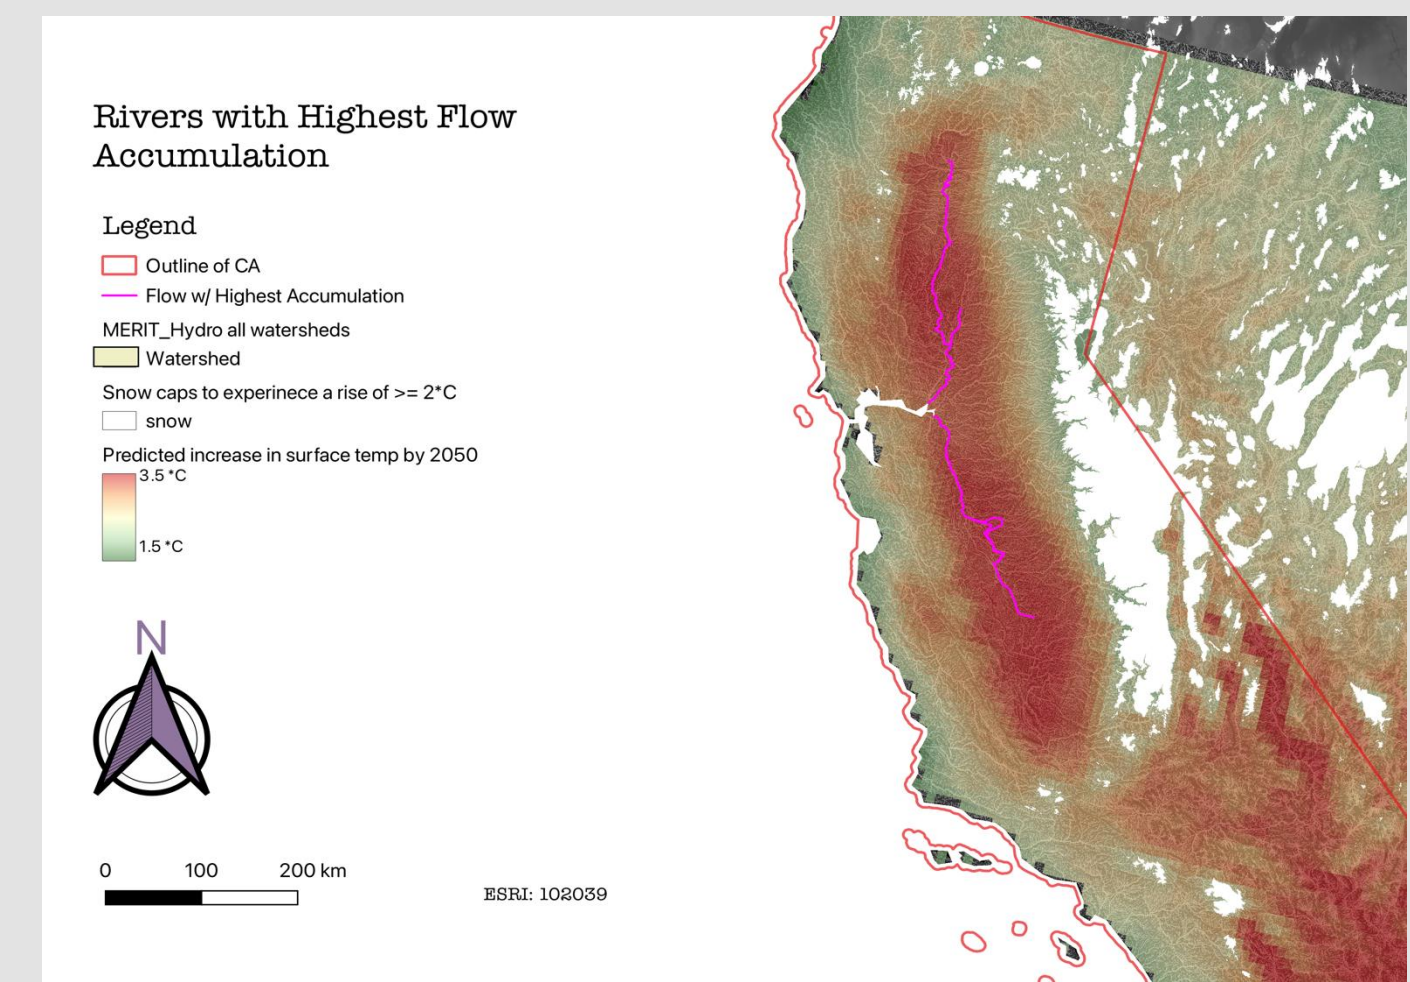 Rivers with Highest Flow
Accumulation
Legend
Outline of CA
Flow w/ Highest Accumulation
MERIT_Hydro all watersheds
Watershed
Snow caps to experinece a rise of >= 2*C
snow
Predicted increase in surface temp by 2050
3.5 *C
1.5 *C
N
0 100 200 km
ESRI: 102039